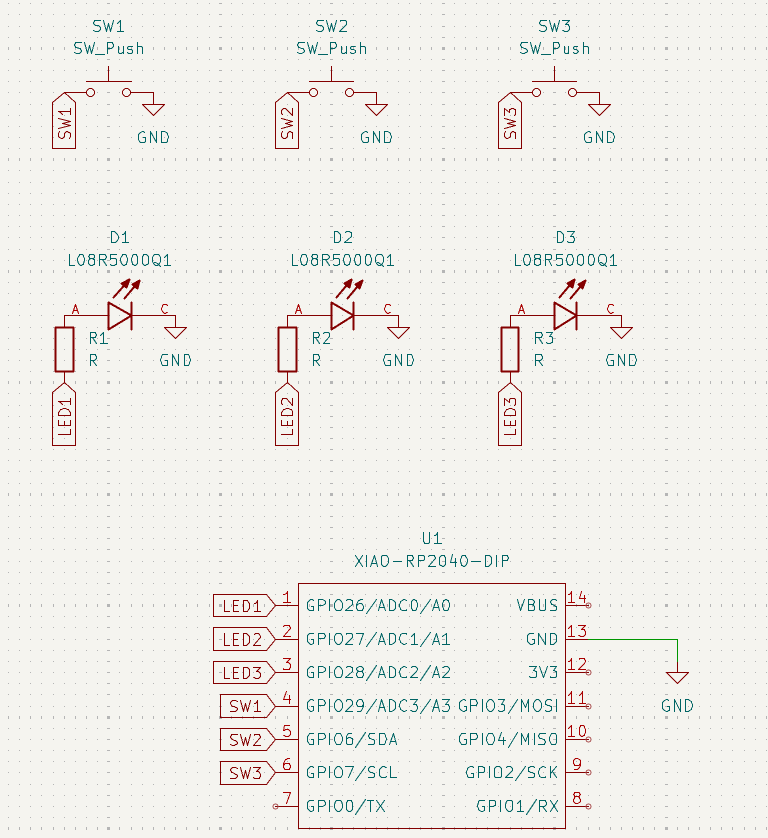 SW1 SW2 SW3
SW_Push SW_Push SW_Push
SW1 GND SW2 GND SW3 GND
D1 D2 D3
L08R5000Q1 L08R5000Q1 L08R5000Q1
A C A C A C
R1 R2 R3
R GND R GND R GND
LED1 LED2 LED3
U1
XIAO-RP2040-DIP
LED1 1 GPIO26/ADC0/A0 VBUS 14
LED2 2 GPIO27/ADC1/A1 GND 13
LED3 3 GPIO28/ADC2/A2 3V3 12
SW1 4 GPIO29/ADC3/A3 GPIO3/MOSI 11 GND
SW2 5 GPIO6/SDA GPIO4/MISO 10
SW3 6 GPIO7/SCL GPIO2/SCK 9
7 GPIO0/TX GPIO1/RX 8